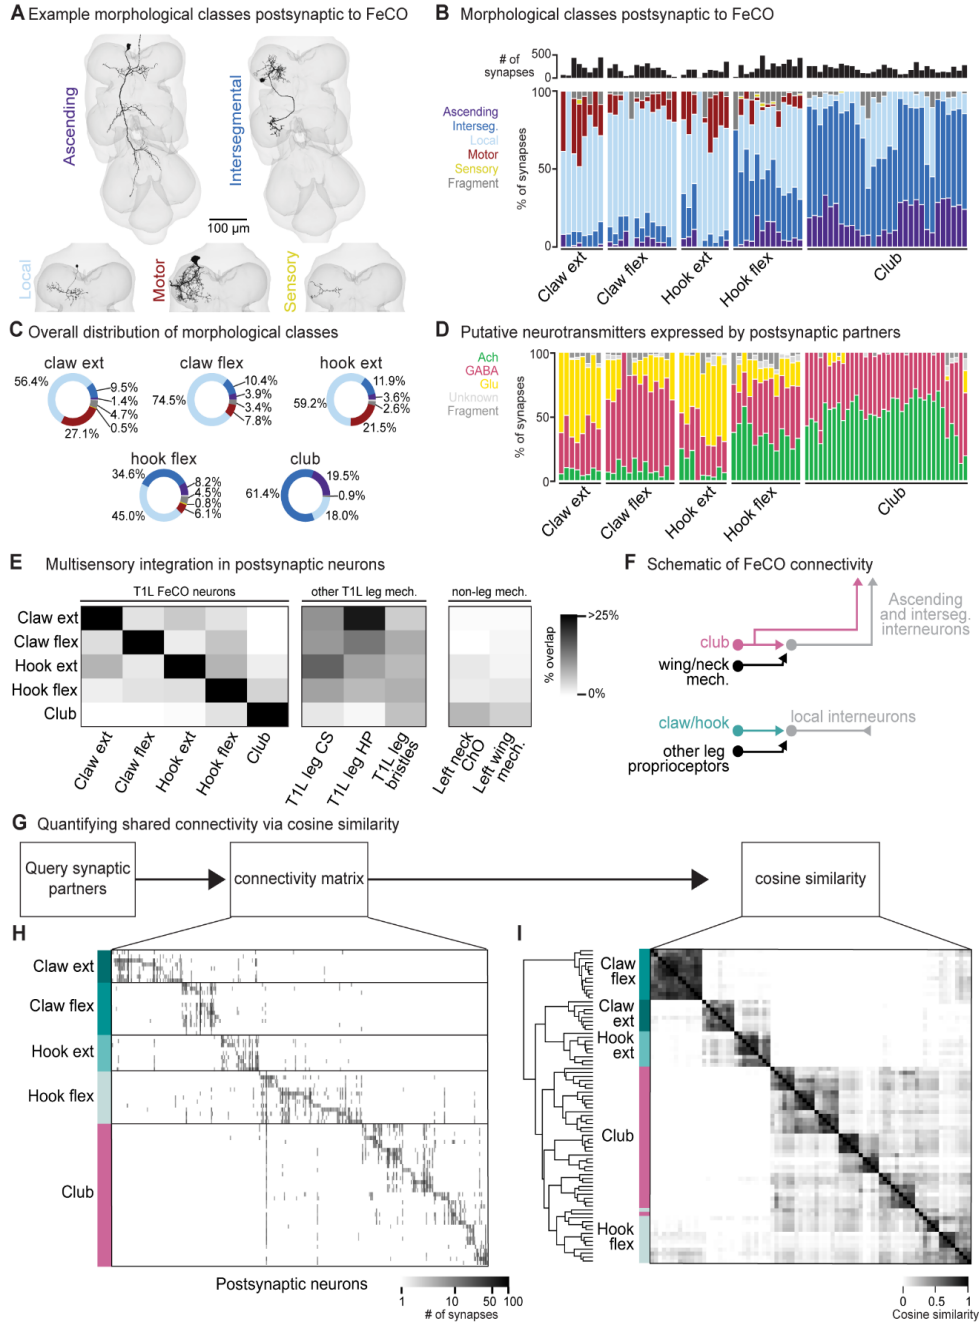 A Example morphological classes postsynaptic to FeCO
Ascending
Intersegmental
100 µm
Local
Motor
Sensory
B Morphological classes postsynaptic to FeCO
# of synapses
500
0
Ascending
Interseg.
Local
Motor
Sensory
Fragment
% of synapses
100
50
0
Claw ext
Claw flex
Hook ext
Hook flex
Club
C Overall distribution of morphological classes
claw ext
56.4%
9.5%
1.4%
4.7%
0.5%
27.1%
claw flex
74.5%
10.4%
3.9%
3.4%
7.8%
hook ext
59.2%
11.9%
3.6%
2.6%
21.5%
hook flex
34.6%
8.2%
4.5%
0.8%
6.1%
45.0%
club
61.4%
19.5%
0.9%
18.0%
D Putative neurotransmitters expressed by postsynaptic partners
Ach
GABA
Glu
Unknown
Fragment
% of synapses
100
50
0
Claw ext
Claw flex
Hook ext
Hook flex
Club
E Multisensory integration in postsynaptic neurons
T1L FeCO neurons
other T1L leg mech.
non-leg mech.
Claw ext
Claw flex
Hook ext
Hook flex
Club
Claw ext
Claw flex
Hook ext
Hook flex
Club
T1L leg CS
T1L leg HP
T1L leg
bristles
Left neck
ChO
Left wing
mech.
% overlap
>25%
0%
F Schematic of FeCO connectivity
Ascending
and interseg.
interneurons
club
wing/neck
mech.
claw/hook
local interneurons
other leg
proprioceptors
G Quantifying shared connectivity via cosine similarity
Query synaptic
partners
connectivity matrix
cosine similarity
H
Claw ext
Claw flex
Hook ext
Hook flex
Club
Postsynaptic neurons
1 10 50 100
# of synapses
I
Claw
flex
Claw
ext
Hook
ext
Club
Hook
flex
0 1
Cosine similarity